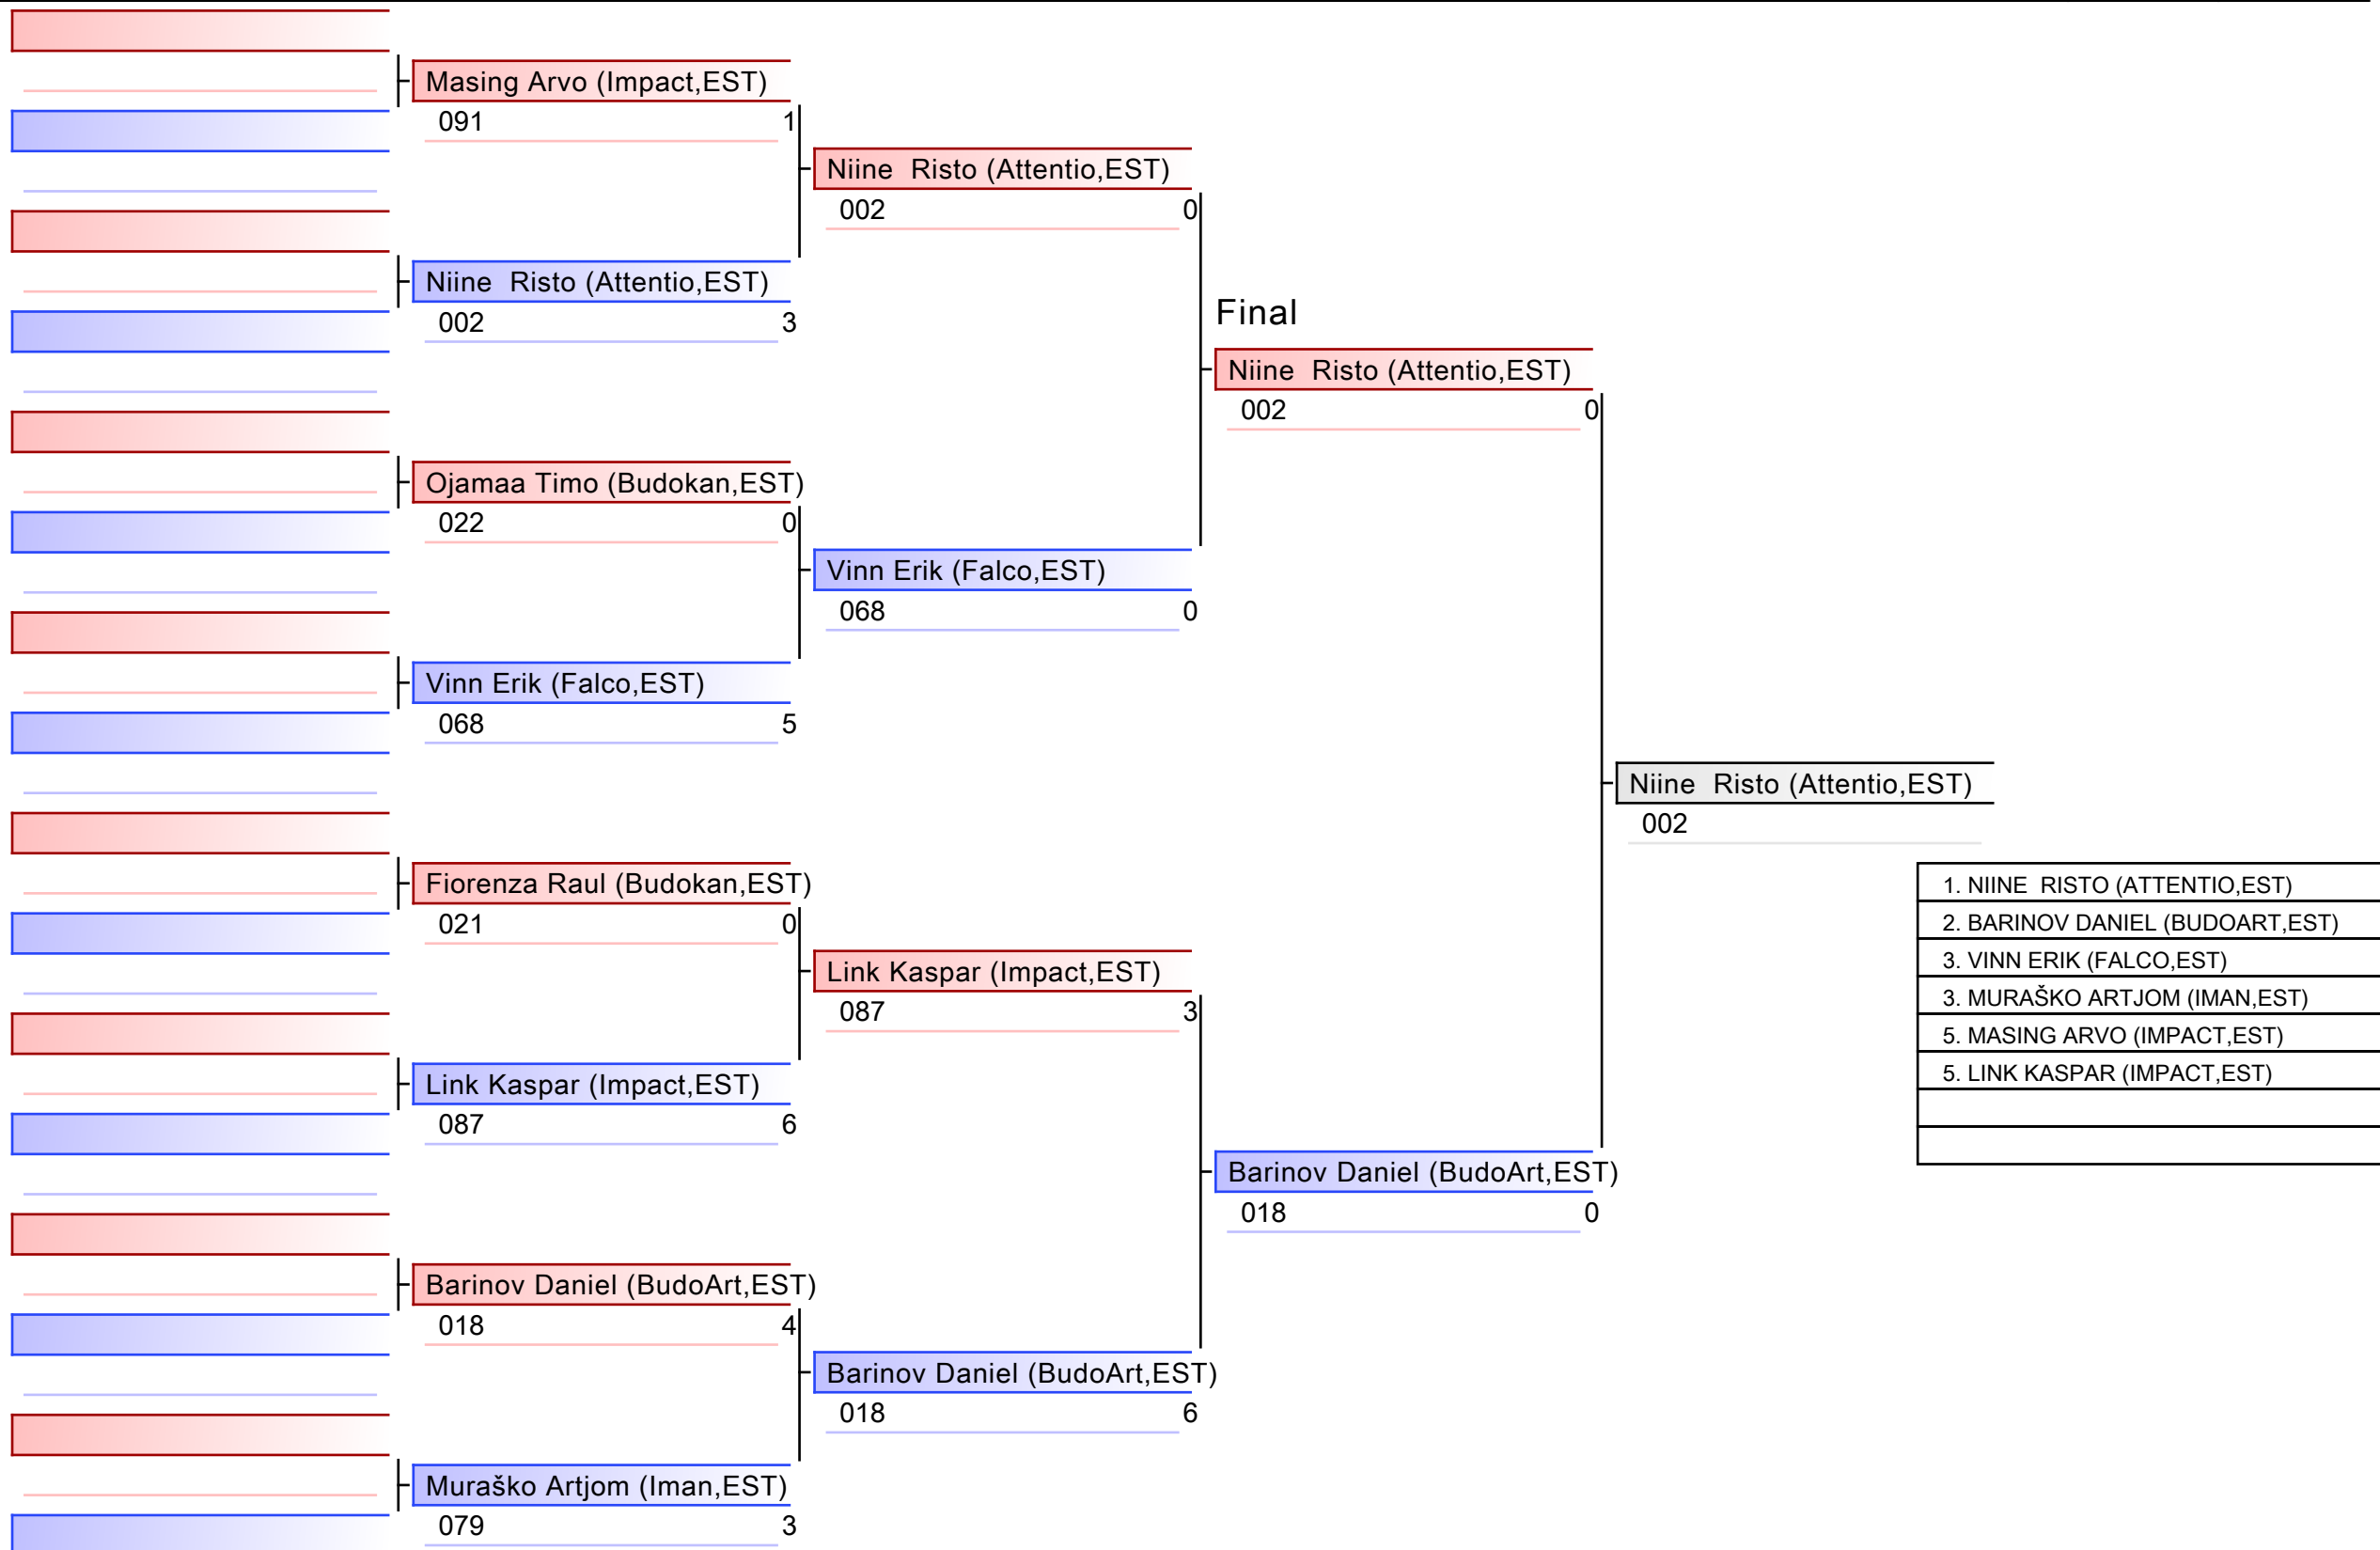 Masing Arvo (Impact,EST)
091 1
Niine  Risto (Attentio,EST)
002 3
Ojamaa Timo (Budokan,EST)
022 0
Vinn Erik (Falco,EST)
068 5
Fiorenza Raul (Budokan,EST)
021 0
Link Kaspar (Impact,EST)
087 6
Barinov Daniel (BudoArt,EST)
018 4
Muraško Artjom (Iman,EST)
079 3
Niine  Risto (Attentio,EST)
002 0
Vinn Erik (Falco,EST)
068 0
Link Kaspar (Impact,EST)
087 3
Barinov Daniel (BudoArt,EST)
018 6
Final
Niine  Risto (Attentio,EST)
002 0
Barinov Daniel (BudoArt,EST)
018 0
Niine  Risto (Attentio,EST)
002
1. NIINE  RISTO (ATTENTIO,EST)
2. BARINOV DANIEL (BUDOART,EST)
3. VINN ERIK (FALCO,EST)
3. MURAŠKO ARTJOM (IMAN,EST)
5. MASING ARVO (IMPACT,EST)
5. LINK KASPAR (IMPACT,EST)